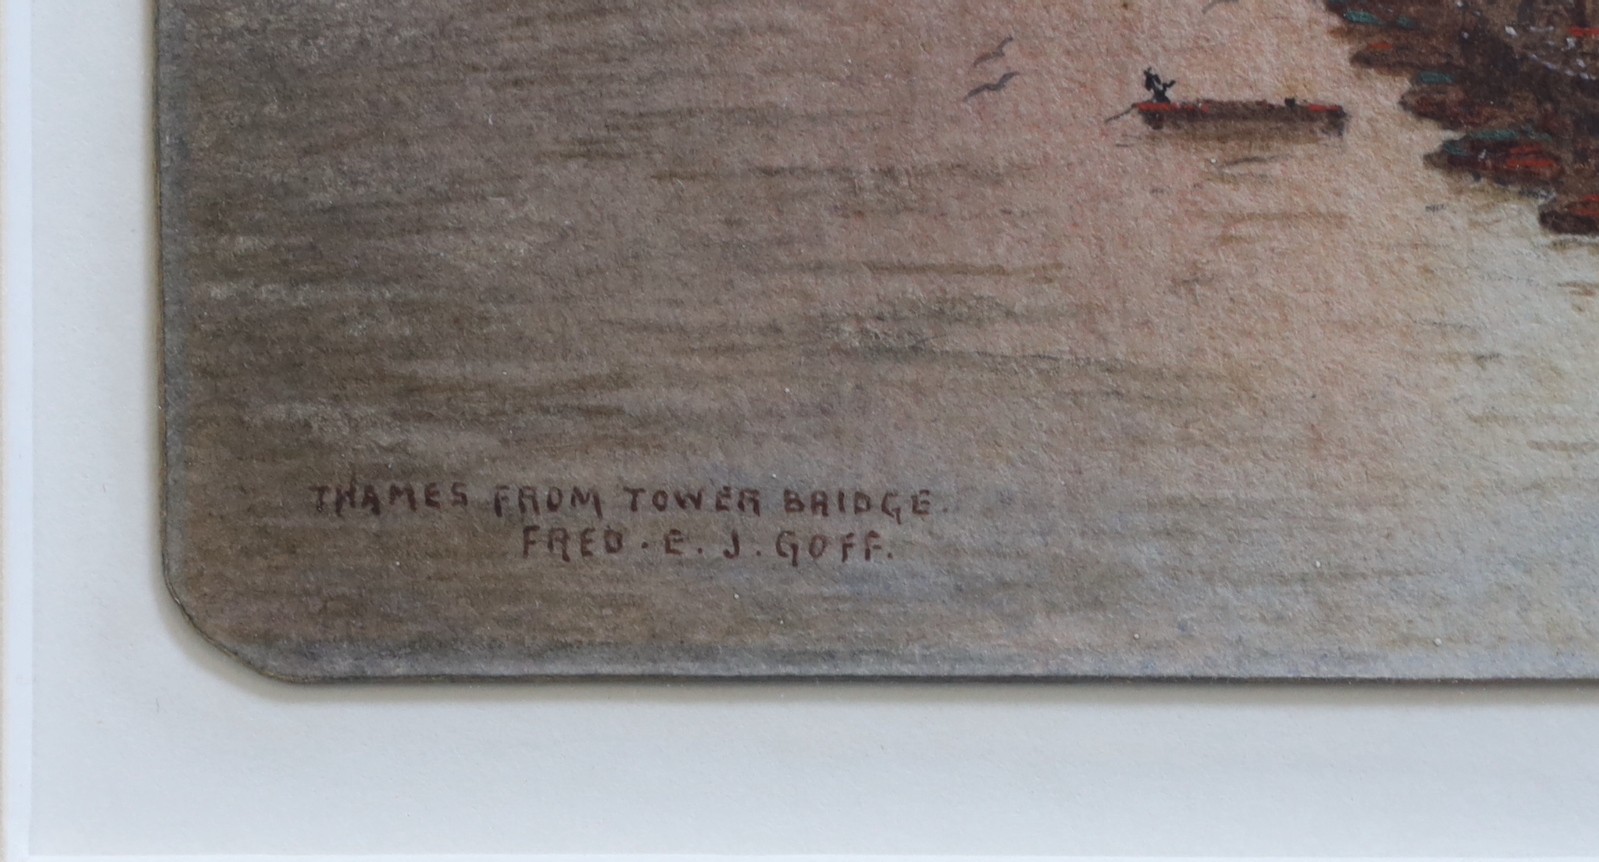 THAMES FROM TOWER BRIDGE.
FRED. E. J. GOFF.